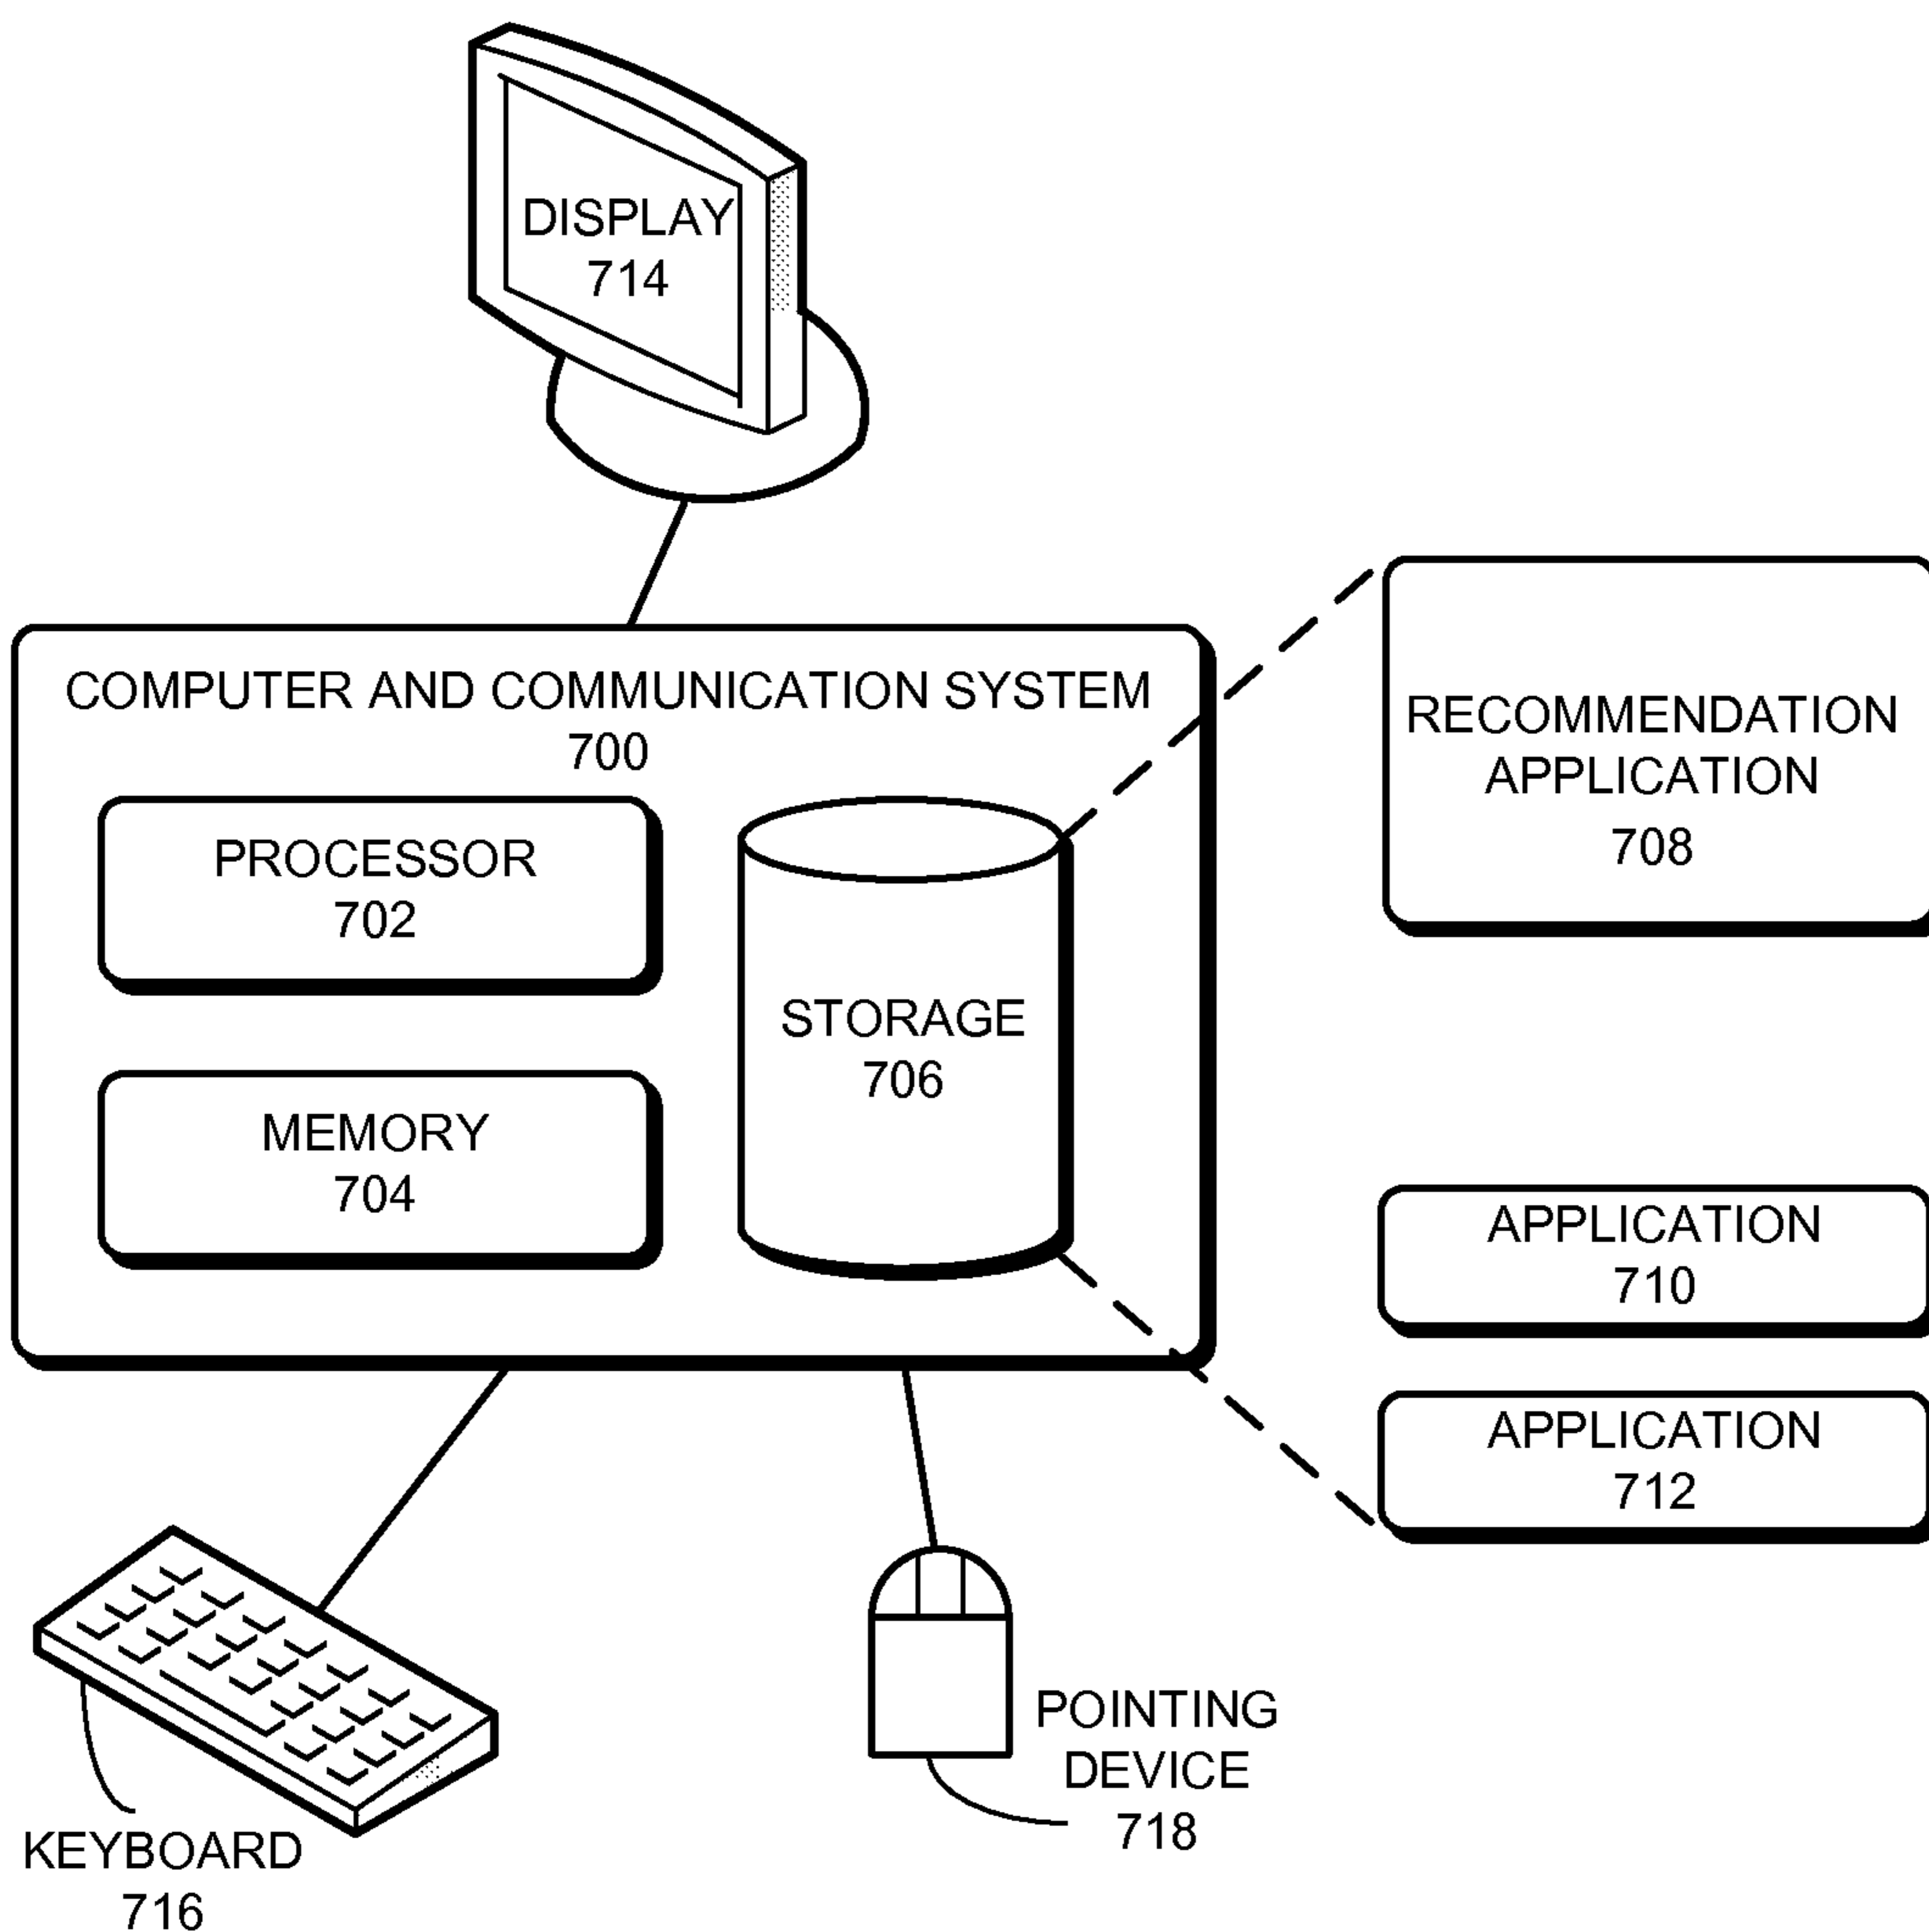 DISPLAY
714
COMPUTER AND COMMUNICATION SYSTEM
700
PROCESSOR
702
MEMORY
704
STORAGE
706
RECOMMENDATION
APPLICATION
708
APPLICATION
710
APPLICATION
712
KEYBOARD
716
POINTING
DEVICE
718